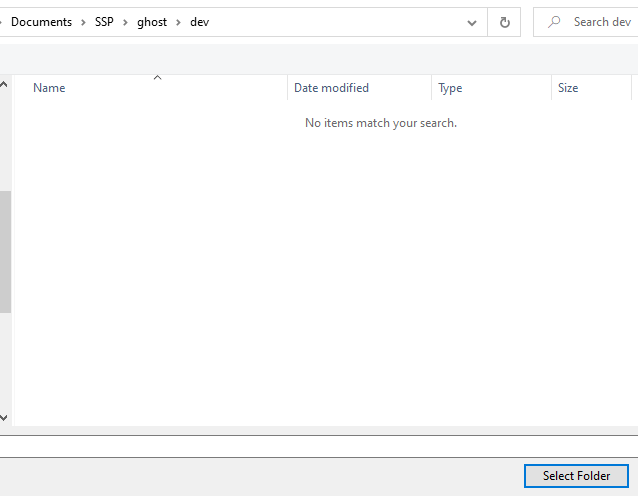 Documents > SSP > ghost > dev
Search dev
Name Date modified Type Size
No items match your search.
Select Folder